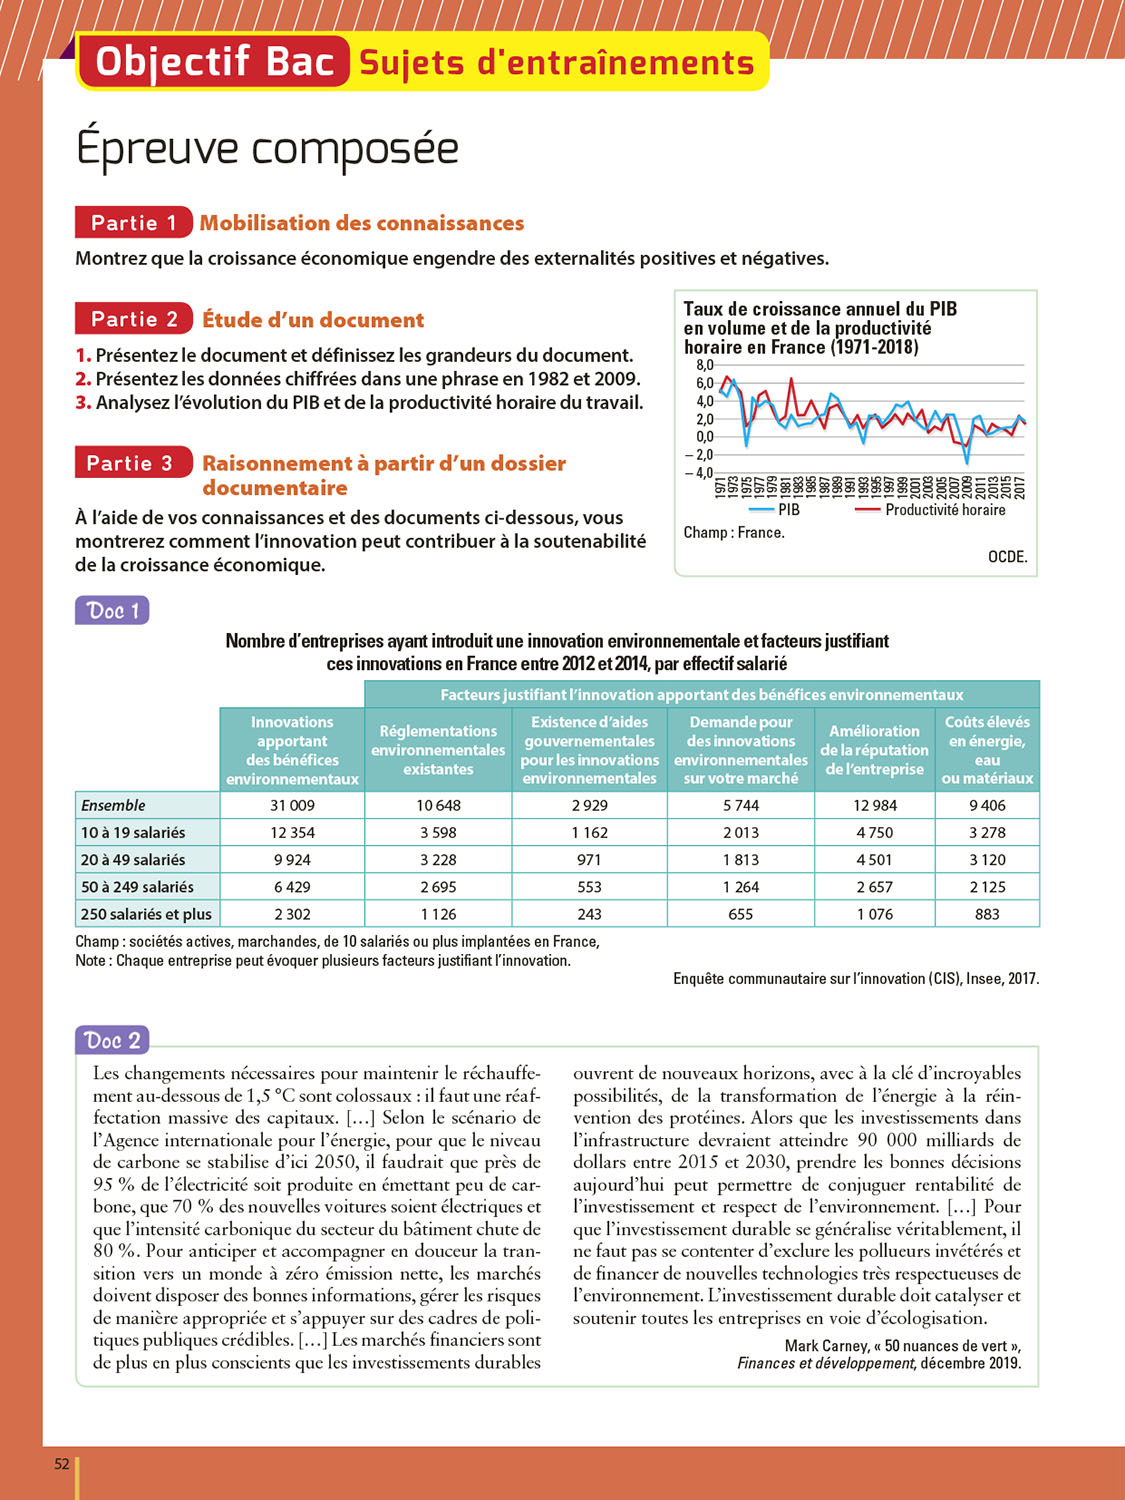 Objectif Bac Sujets d'entraînements
Épreuve composée
Partie 1 Mobilisation des connaissances
Montrez que la croissance économique engendre des externalités positives et négatives.
Partie 2 Étude d'un document
1. Présentez le document et définissez les grandeurs du document.
2. Présentez les données chiffrées dans une phrase en 1982 et 2009.
3. Analysez l'évolution du PIB et de la productivité horaire du travail.
Taux de croissance annuel du PIB
en volume et de la productivité
horaire en France (1971-2018)
8,0
6,0
4,0
2,0
0,0
– 2,0
– 4,0
1971 1973 1975 1977 1979 1981 1983 1985 1987 1989 1991 1993 1995 1997 1999 2001 2003 2005 2007 2009 2011 2013 2015 2017
PIB Productivité horaire
Champ : France.
OCDE.
Partie 3 Raisonnement à partir d'un dossier
documentaire
À l'aide de vos connaissances et des documents ci-dessous, vous
montrerez comment l'innovation peut contribuer à la soutenabilité
de la croissance économique.
Doc 1
Nombre d'entreprises ayant introduit une innovation environnementale et facteurs justifiant
ces innovations en France entre 2012 et 2014, par effectif salarié
Facteurs justifiant l'innovation apportant des bénéfices environnementaux
Innovations
apportant
des bénéfices
environnementaux
Réglementations
environnementales
existantes
Existence d'aides
gouvernementales
pour les innovations
environnementales
Demande pour
des innovations
environnementales
sur votre marché
Amélioration
de la réputation
de l'entreprise
Coûts élevés
en énergie,
eau
ou matériaux
Ensemble 31 009 10 648 2 929 5 744 12 984 9 406
10 à 19 salariés 12 354 3 598 1 162 2 013 4 750 3 278
20 à 49 salariés 9 924 3 228 971 1 813 4 501 3 120
50 à 249 salariés 6 429 2 695 553 1 264 2 657 2 125
250 salariés et plus 2 302 1 126 243 655 1 076 883
Champ : sociétés actives, marchandes, de 10 salariés ou plus implantées en France,
Note : Chaque entreprise peut évoquer plusieurs facteurs justifiant l'innovation.
Enquête communautaire sur l'innovation (CIS), Insee, 2017.
Doc 2
Les changements nécessaires pour maintenir le réchauffe-
ment au-dessous de 1,5 °C sont colossaux : il faut une réaf-
fectation massive des capitaux. […] Selon le scénario de
l'Agence internationale pour l'énergie, pour que le niveau
de carbone se stabilise d'ici 2050, il faudrait que près de
95 % de l'électricité soit produite en émettant peu de car-
bone, que 70 % des nouvelles voitures soient électriques et
que l'intensité carbonique du secteur du bâtiment chute de
80 %. Pour anticiper et accompagner en douceur la tran-
sition vers un monde à zéro émission nette, les marchés
doivent disposer des bonnes informations, gérer les risques
de manière appropriée et s'appuyer sur des cadres de poli-
tiques publiques crédibles. […] Les marchés financiers sont
de plus en plus conscients que les investissements durables
ouvrent de nouveaux horizons, avec à la clé d'incroyables
possibilités, de la transformation de l'énergie à la réin-
vention des protéines. Alors que les investissements dans
l'infrastructure devraient atteindre 90 000 milliards de
dollars entre 2015 et 2030, prendre les bonnes décisions
aujourd'hui peut permettre de conjuguer rentabilité de
l'investissement et respect de l'environnement. […] Pour
que l'investissement durable se généralise véritablement, il
ne faut pas se contenter d'exclure les pollueurs invétérés et
de financer de nouvelles technologies très respectueuses de
l'environnement. L'investissement durable doit catalyser et
soutenir toutes les entreprises en voie d'écologisation.
Mark Carney, « 50 nuances de vert »,
Finances et développement, décembre 2019.
52